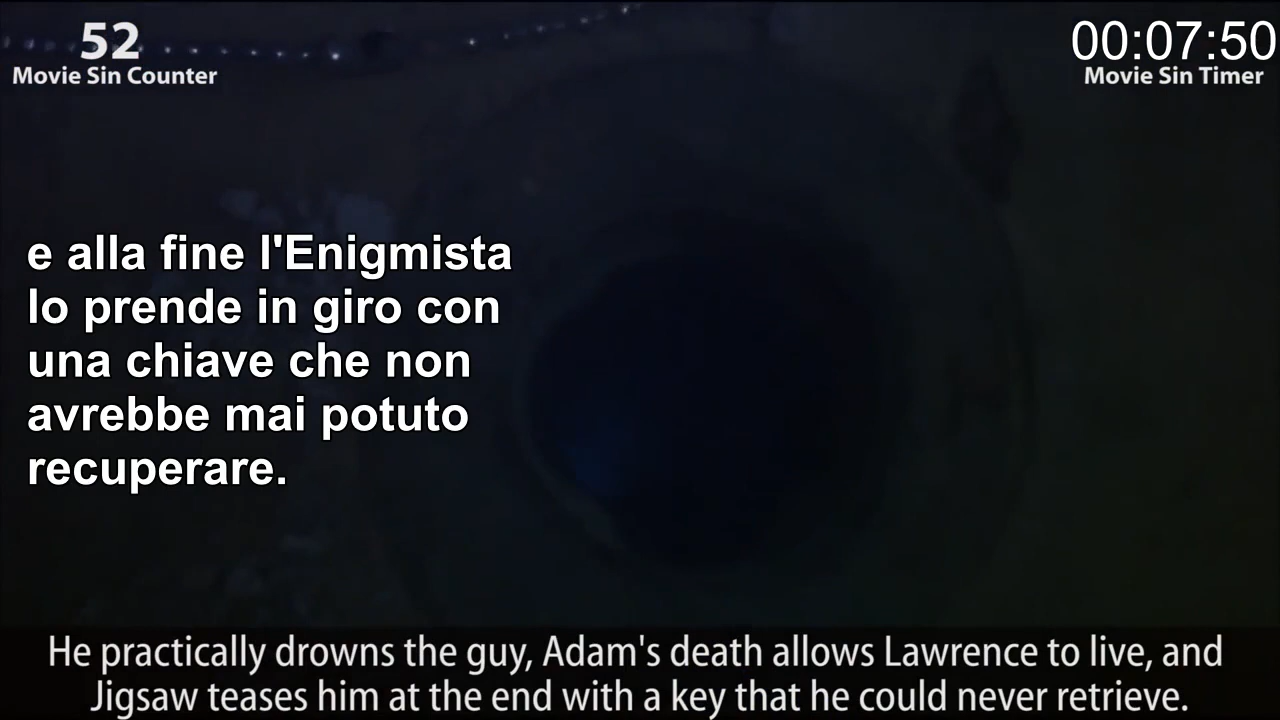 52
Movie Sin Counter
00:07:50
Movie Sin Timer
e alla fine l'Enigmista
lo prende in giro con
una chiave che non
avrebbe mai potuto
recuperare.
He practically drowns the guy, Adam's death allows Lawrence to live, and
Jigsaw teases him at the end with a key that he could never retrieve.